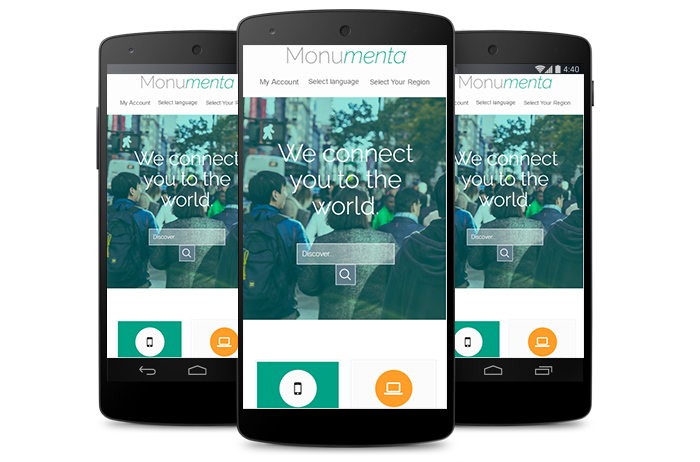 Monumenta
My Account Select language Select Your Region
We connect
you to the
world.
Discover...
Monumenta
My Account Select language Select Your Region
We connect
you to the
world.
Discover...
4:40
Monumenta
My Account Select language Select Your Region
We connect
you to the
world.
Discover...